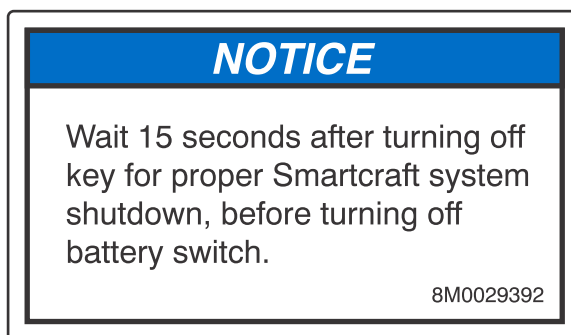 NOTICE
Wait 15 seconds after turning off
key for proper Smartcraft system
shutdown, before turning off
battery switch.
8M0029392